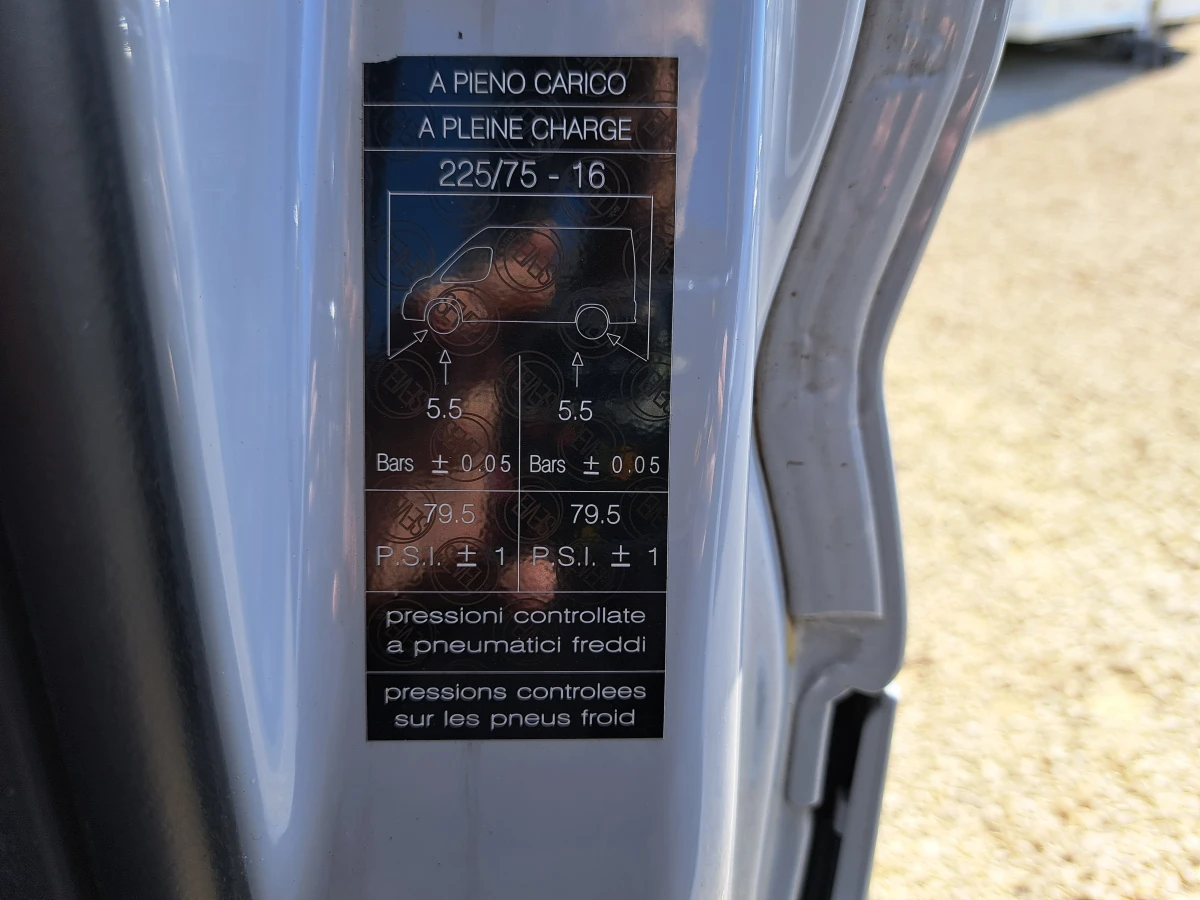 A PIENO CARICO
A PLEINE CHARGE
225/75 - 16
5.5 5.5
Bars ± 0.05 Bars ± 0.05
79.5 79.5
P.S.I. ± 1 P.S.I. ± 1
pressioni controllate
a pneumatici freddi
pressions controlees
sur les pneus froid